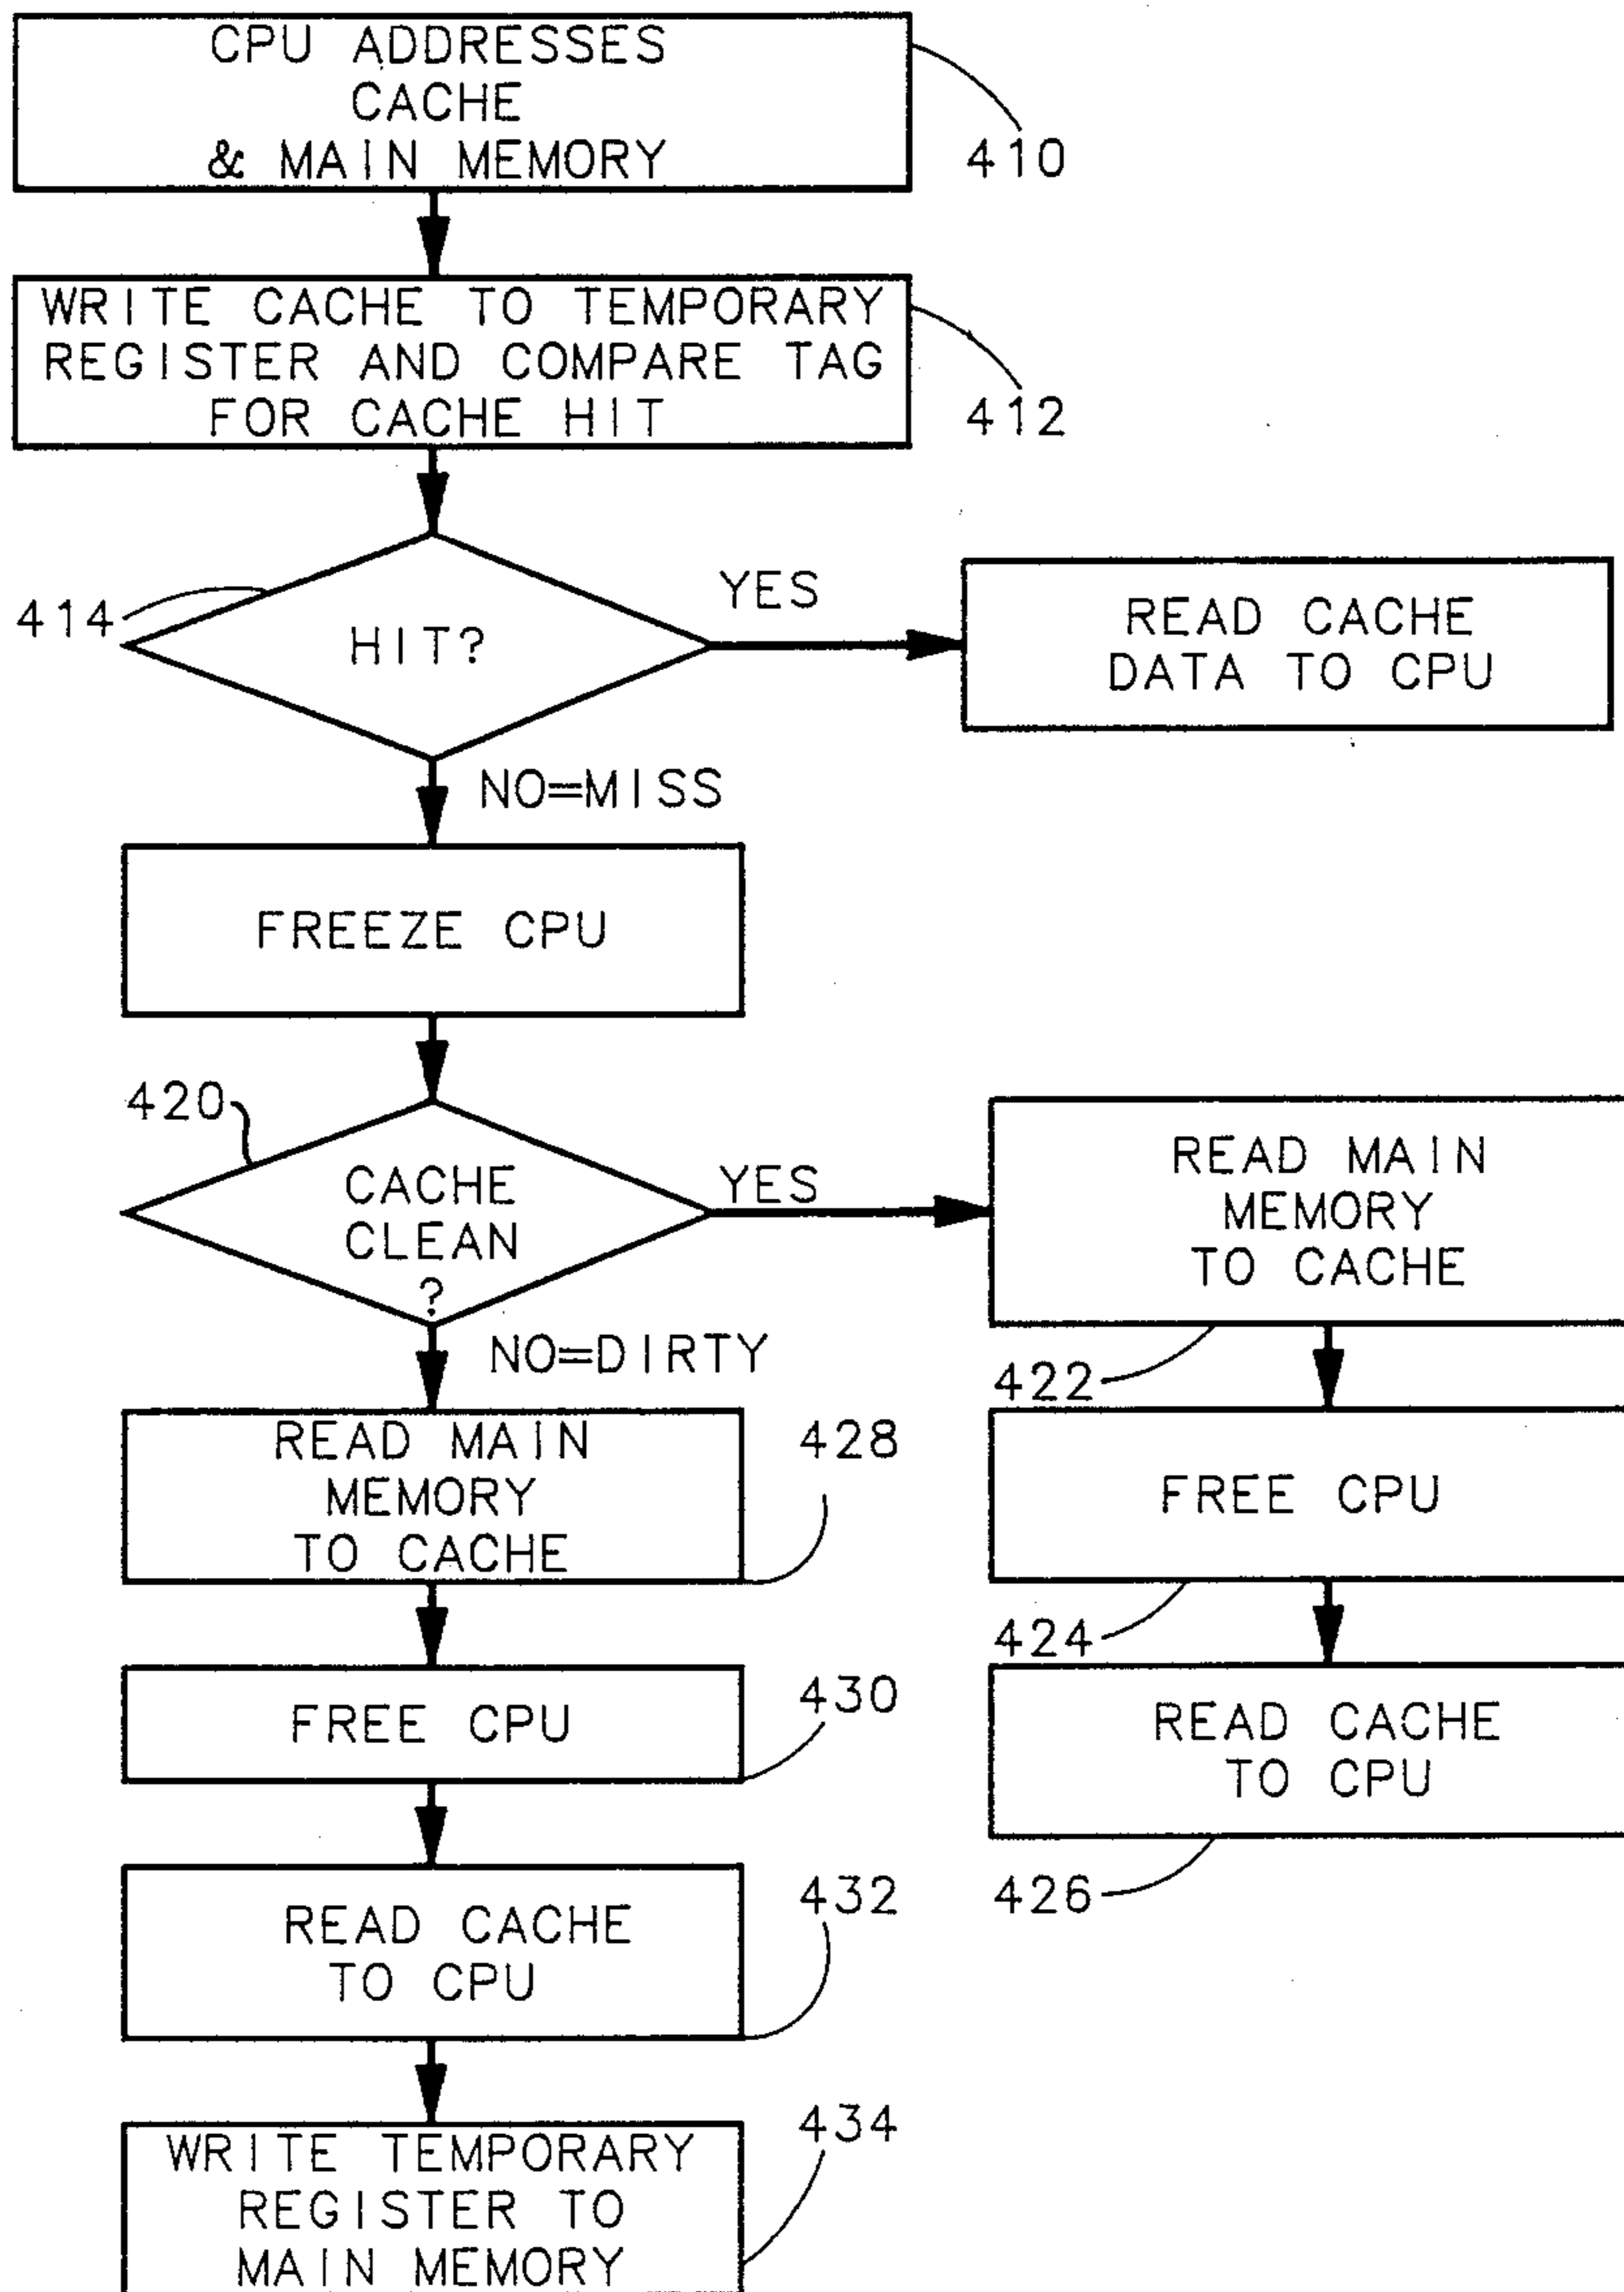 CPU ADDRESSES
CACHE
& MAIN MEMORY
410
WRITE CACHE TO TEMPORARY
REGISTER AND COMPARE TAG
FOR CACHE HIT
412
414
HIT?
YES
READ CACHE
DATA TO CPU
NO=MISS
FREEZE CPU
420
CACHE
CLEAN
?
YES
READ MAIN
MEMORY
TO CACHE
422
NO=DIRTY
READ MAIN
MEMORY
TO CACHE
428
FREE CPU
424
FREE CPU
430
READ CACHE
TO CPU
426
READ CACHE
TO CPU
432
WRITE TEMPORARY
REGISTER TO
MAIN MEMORY
434